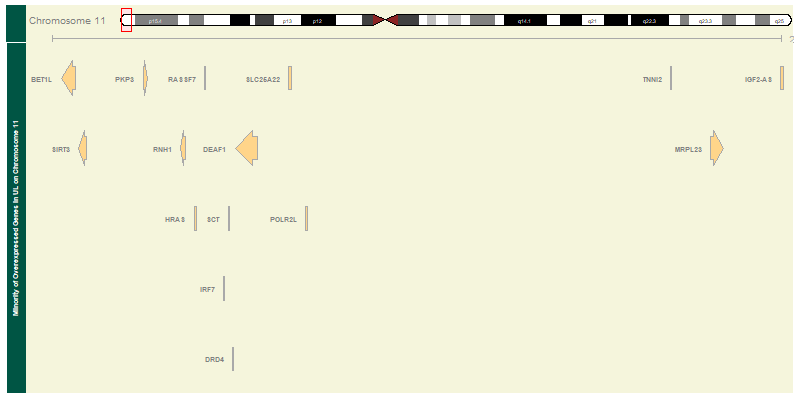 Chromosome 11
p15.4
p13
p12
q14.1
q21
q22.3
q23.3
q25
Minority of Overexpressed Genes in UL on Chromosome 11
BET1L
PKP3
RASSF7
SLC25A22
TNNI2
IGF2-AS
SIRT3
RNH1
DEAF1
MRPL23
HRAS
SCT
POLR2L
IRF7
DRD4